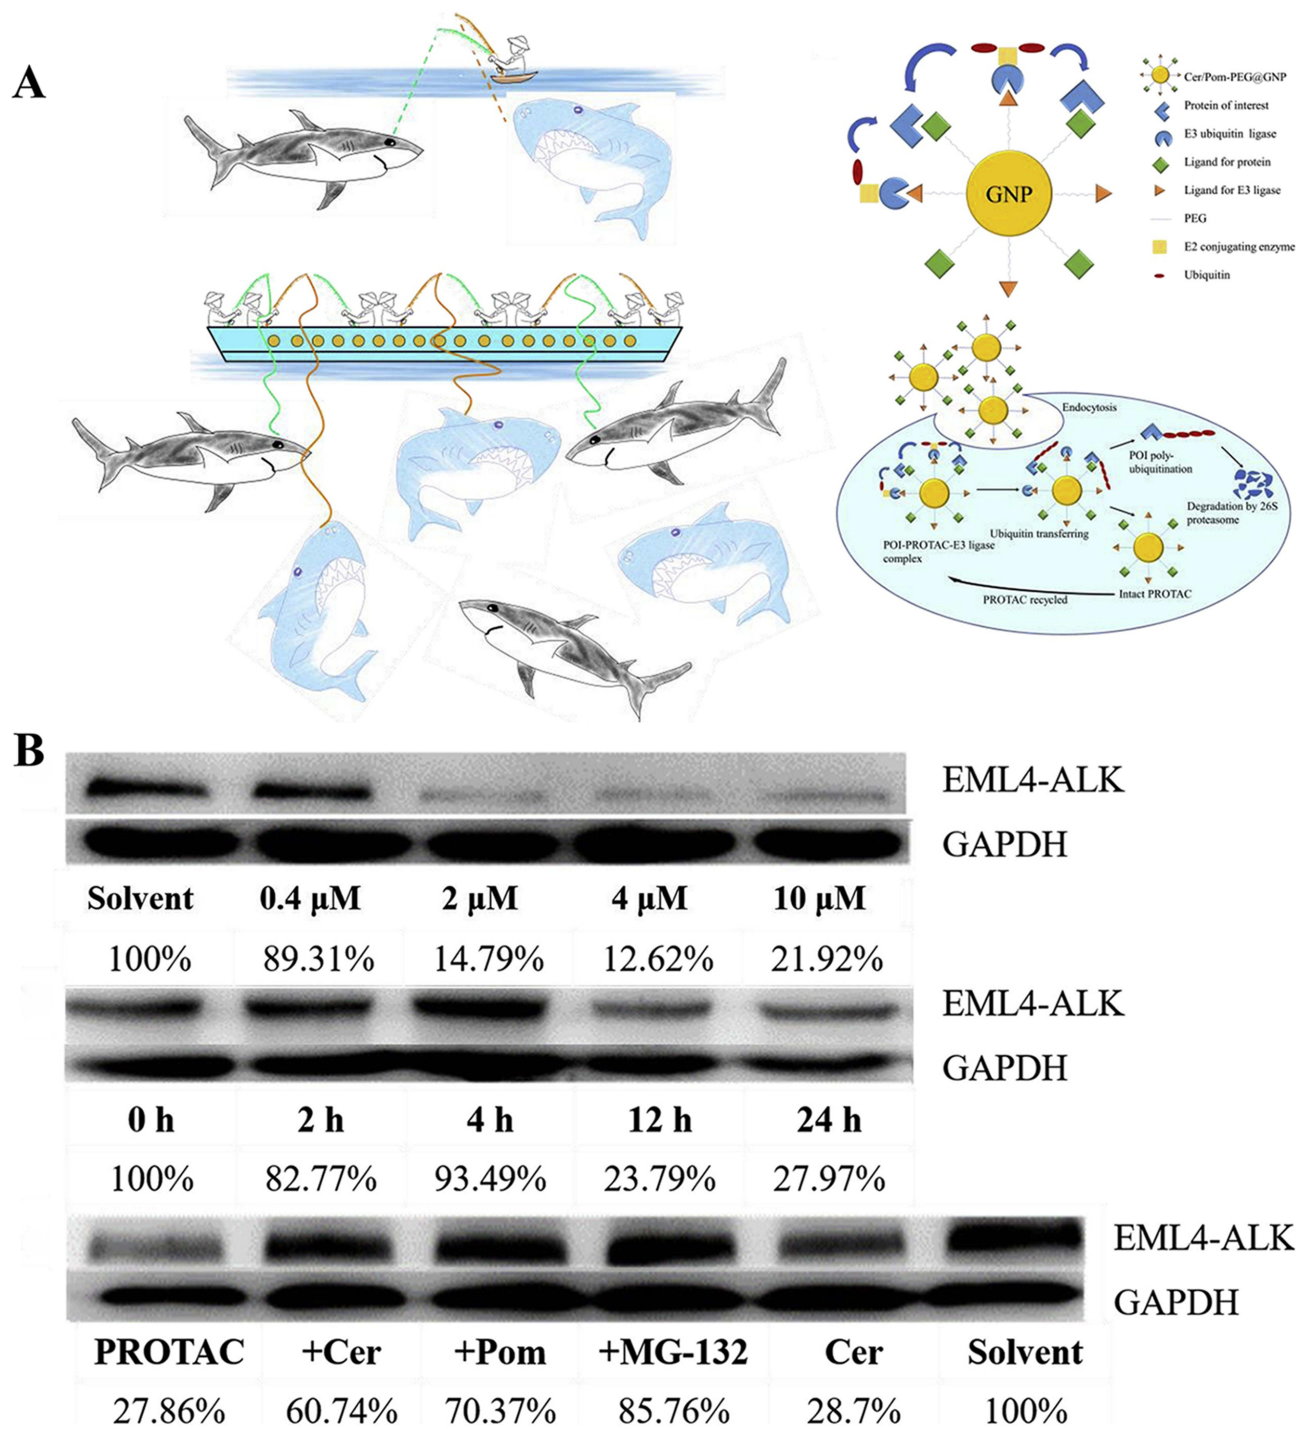 A
GNP
Cer/Pom-PEG@GNP
Protein of interest
E3 ubiquitin ligase
Ligand for protein
Ligand for E3 ligase
PEG
E2 conjugating enzyme
Ubiquitin
Endocytosis
POI poly-
ubiquitination
Degradation by 26S
proteasome
Ubiquitin transferring
POI-PROTAC-E3 ligase
complex
PROTAC recycled
Intact PROTAC
B
EML4-ALK
GAPDH
Solvent 0.4 μM 2 μM 4 μM 10 μM
100% 89.31% 14.79% 12.62% 21.92%
EML4-ALK
GAPDH
0 h 2 h 4 h 12 h 24 h
100% 82.77% 93.49% 23.79% 27.97%
EML4-ALK
GAPDH
PROTAC +Cer +Pom +MG-132 Cer Solvent
27.86% 60.74% 70.37% 85.76% 28.7% 100%